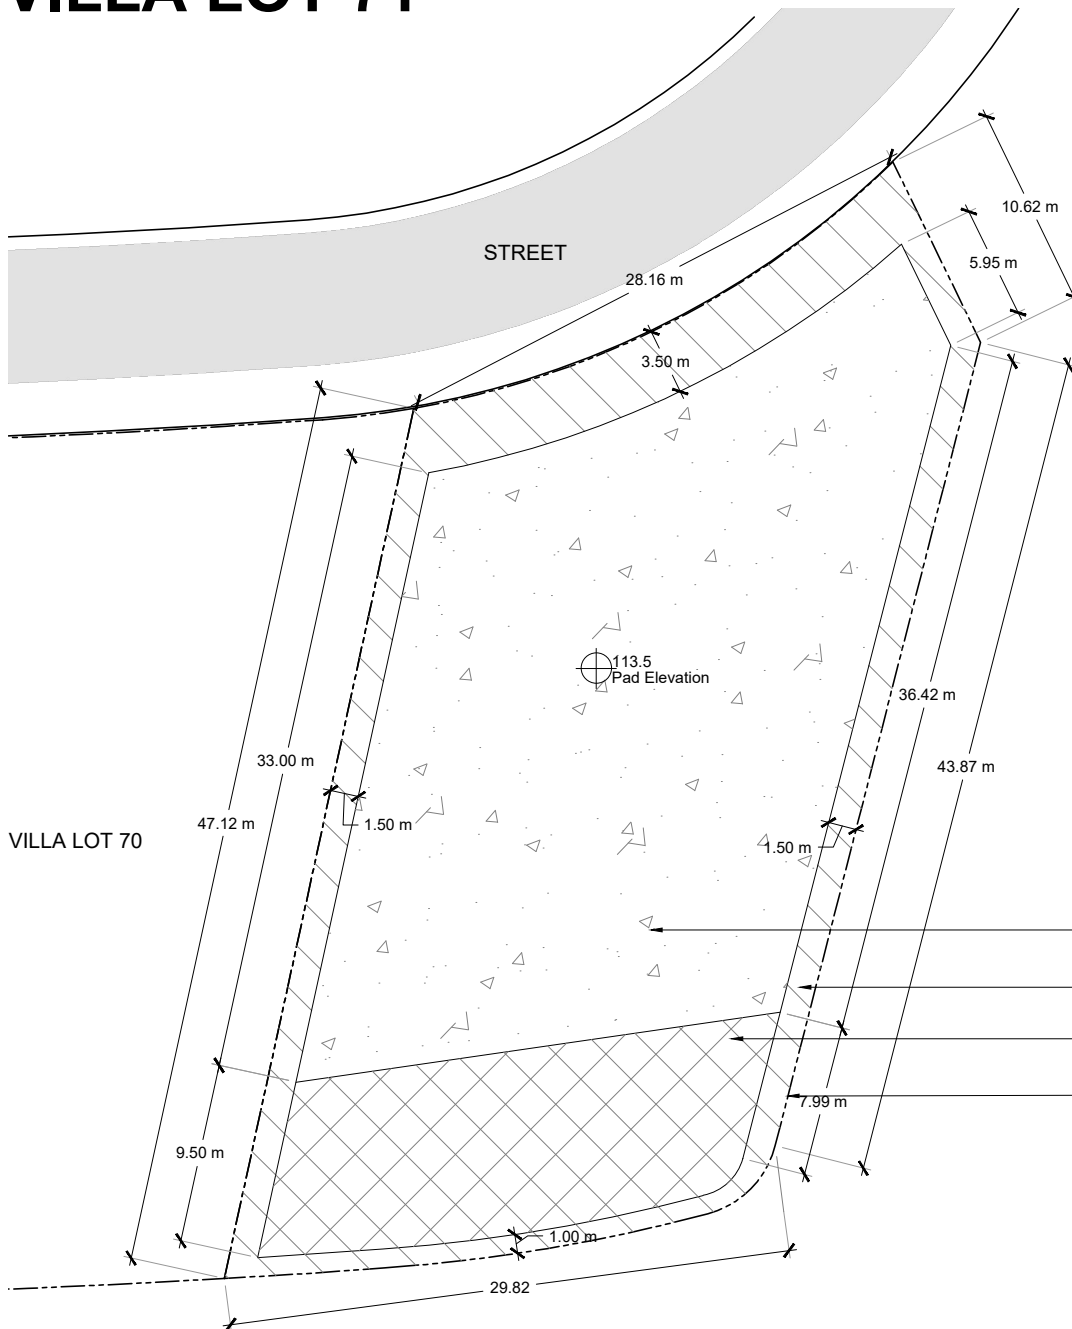 VILLA LOT 71
10.62 m
STREET
5.95 m
28.16 m
3.50 m
113.5
Pad Elevation
36.42 m
33.00 m
43.87 m
47.12 m
1.50 m
VILLA LOT 70
1.50 m
7.99 m
9.50 m
1.00 m
29.82